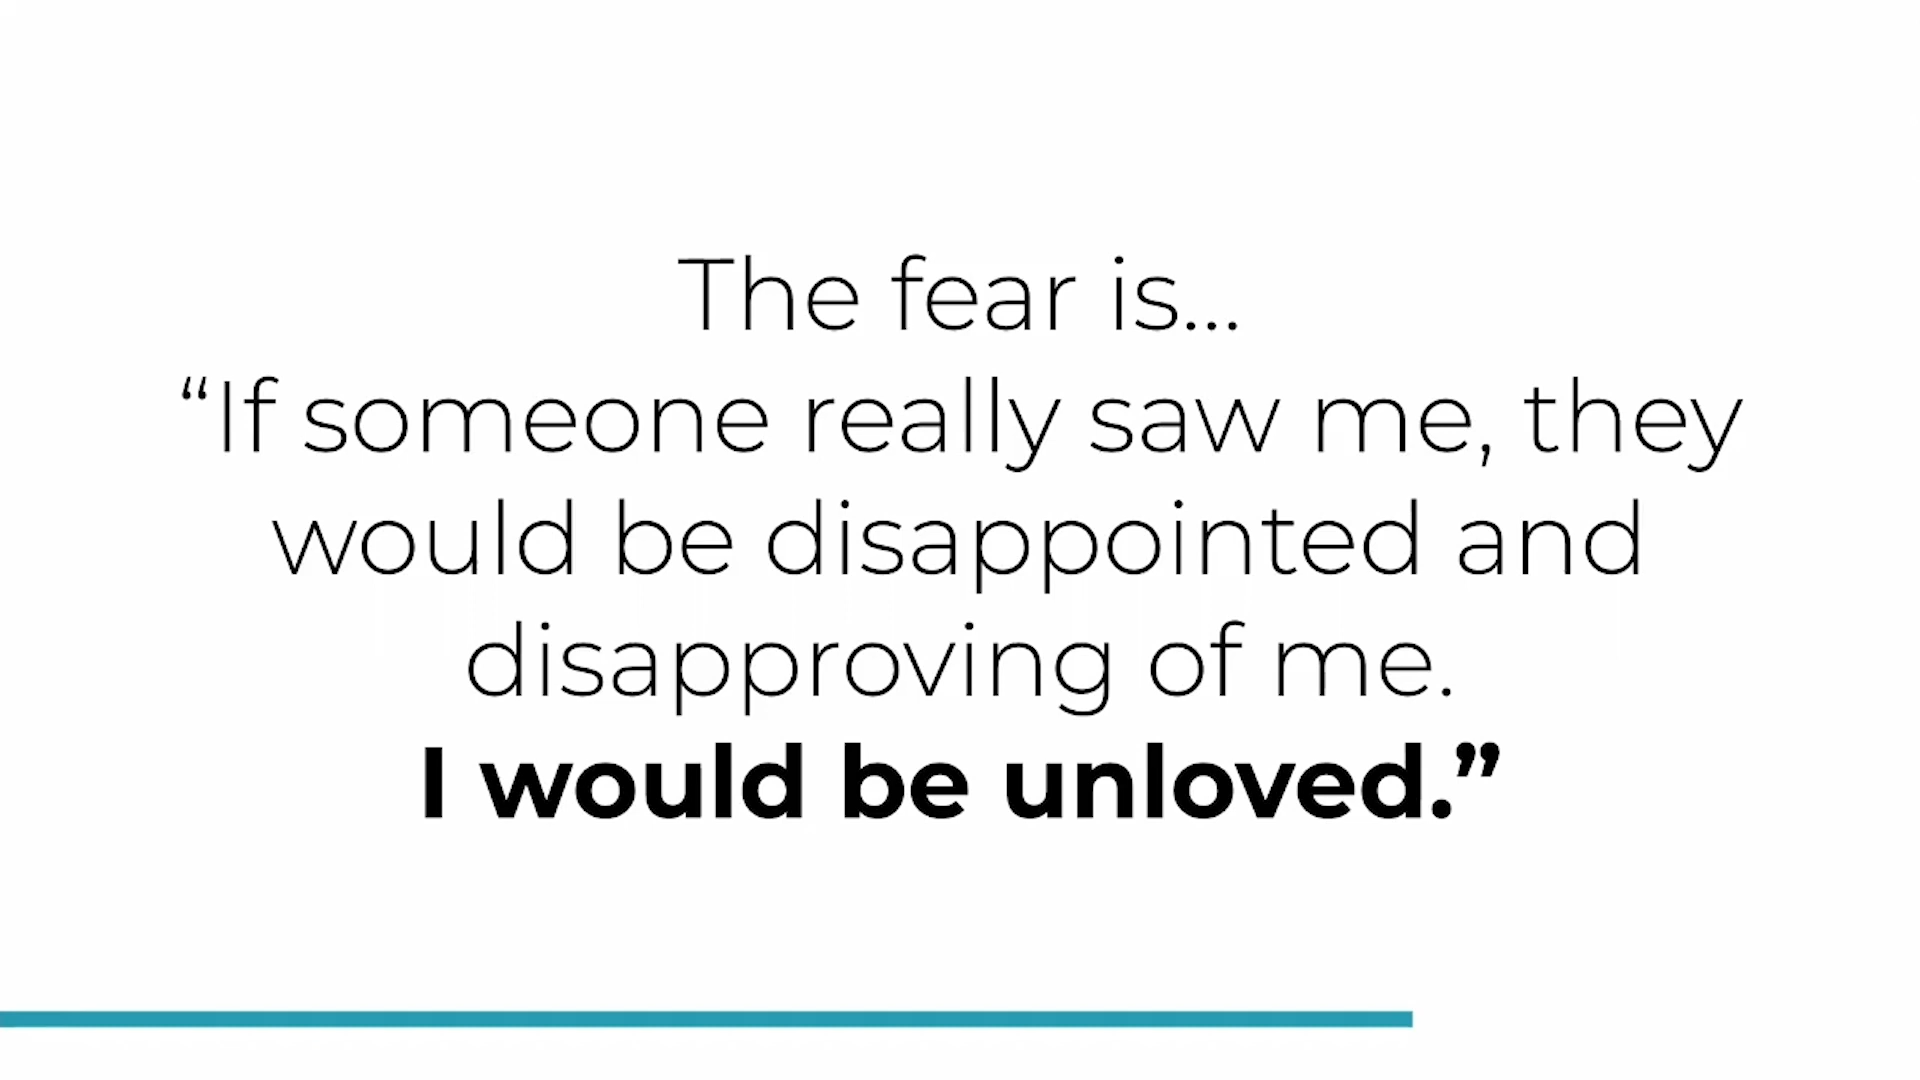 The fear is...
“If someone really saw me, they
would be disappointed and
disapproving of me.
I would be unloved.”